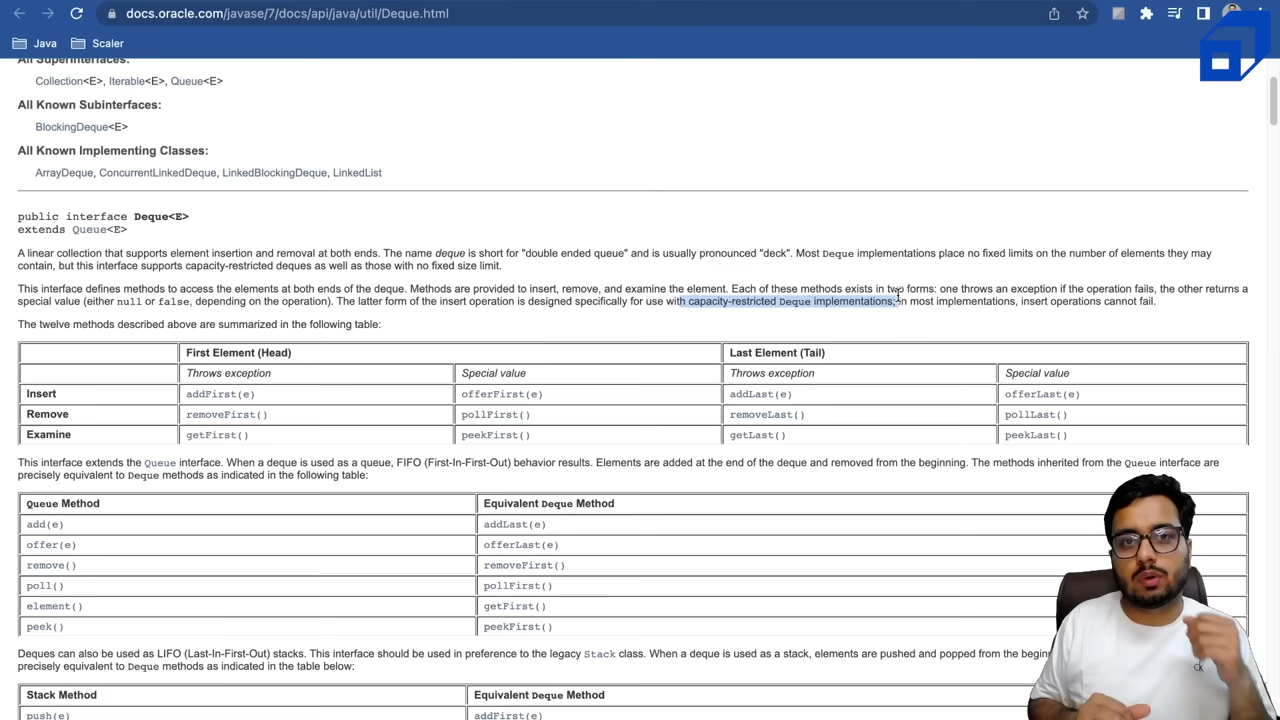 docs.oracle.com/javase/7/docs/api/java/util/Deque.html
Java
Scaler
All Superinterfaces:
Collection<E>, Iterable<E>, Queue<E>
All Known Subinterfaces:
BlockingDeque<E>
All Known Implementing Classes:
ArrayDeque, ConcurrentLinkedDeque, LinkedBlockingDeque, LinkedList
public interface Deque<E>
extends Queue<E>
A linear collection that supports element insertion and removal at both ends. The name deque is short for "double ended queue" and is usually pronounced "deck". Most Deque implementations place no fixed limits on the number of elements they may
contain, but this interface supports capacity-restricted deques as well as those with no fixed size limit.
This interface defines methods to access the elements at both ends of the deque. Methods are provided to insert, remove, and examine the element. Each of these methods exists in two forms: one throws an exception if the operation fails, the other returns a
special value (either null or false, depending on the operation). The latter form of the insert operation is designed specifically for use with capacity-restricted Deque implementations; in most implementations, insert operations cannot fail.
The twelve methods described above are summarized in the following table:
First Element (Head) Last Element (Tail)
Throws exception Special value Throws exception Special value
Insert addFirst(e) offerFirst(e) addLast(e) offerLast(e)
Remove removeFirst() pollFirst() removeLast() pollLast()
Examine getFirst() peekFirst() getLast() peekLast()
This interface extends the Queue interface. When a deque is used as a queue, FIFO (First-In-First-Out) behavior results. Elements are added at the end of the deque and removed from the beginning. The methods inherited from the Queue interface are
precisely equivalent to Deque methods as indicated in the following table:
Queue Method Equivalent Deque Method
add(e) addLast(e)
offer(e) offerLast(e)
remove() removeFirst()
poll() pollFirst()
element() getFirst()
peek() peekFirst()
Deques can also be used as LIFO (Last-In-First-Out) stacks. This interface should be used in preference to the legacy Stack class. When a deque is used as a stack, elements are pushed and popped from the
precisely equivalent to Deque methods as indicated in the table below:
Stack Method Equivalent Deque Method
push(e) addFirst(e)